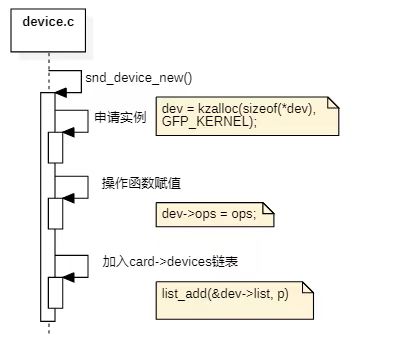 device.c
snd_device_new()
申请实例
dev = kzalloc(sizeof(*dev),
GFP_KERNEL);
操作函数赋值
dev->ops = ops;
加入card->devices链表
list_add(&dev->list, p)